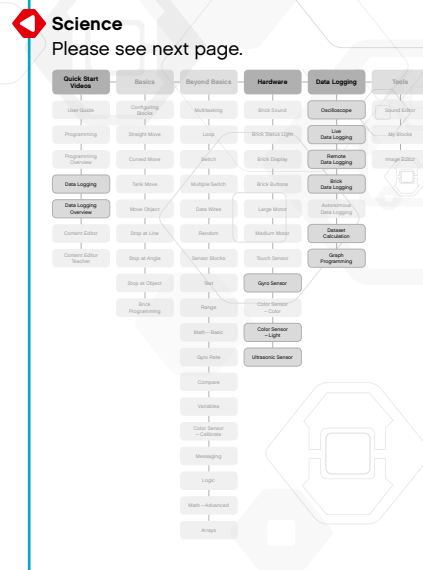 Science
Please see next page.
Quick Start
Videos
Basics
Beyond Basics
Hardware
Data Logging
Tools
User Guide
Programming
Programming
Overview
Data Logging
Data Logging
Overview
Content Editor
Content Editor
Teacher
Configuring
Blocks
Straight Move
Curved Move
Tank Move
Move Object
Stop at Line
Stop at Angle
Stop at Object
Brick
Programming
Multitasking
Loop
Switch
Multiple Switch
Data Wires
Random
Sensor Blocks
Text
Range
Math – Basic
Gyro Rate
Compare
Variables
Color Sensor
– Calibrate
Messaging
Logic
Math – Advanced
Arrays
Brick Sound
Brick Status Light
Brick Display
Brick Buttons
Large Motor
Medium Motor
Touch Sensor
Gyro Sensor
Color Sensor
– Color
Color Sensor
– Light
Ultrasonic Sensor
Oscilloscope
Live
Data Logging
Remote
Data Logging
Brick
Data Logging
Autonomous
Data Logging
Dataset
Calculation
Graph
Programming
Sound Editor
My Blocks
Image Editor